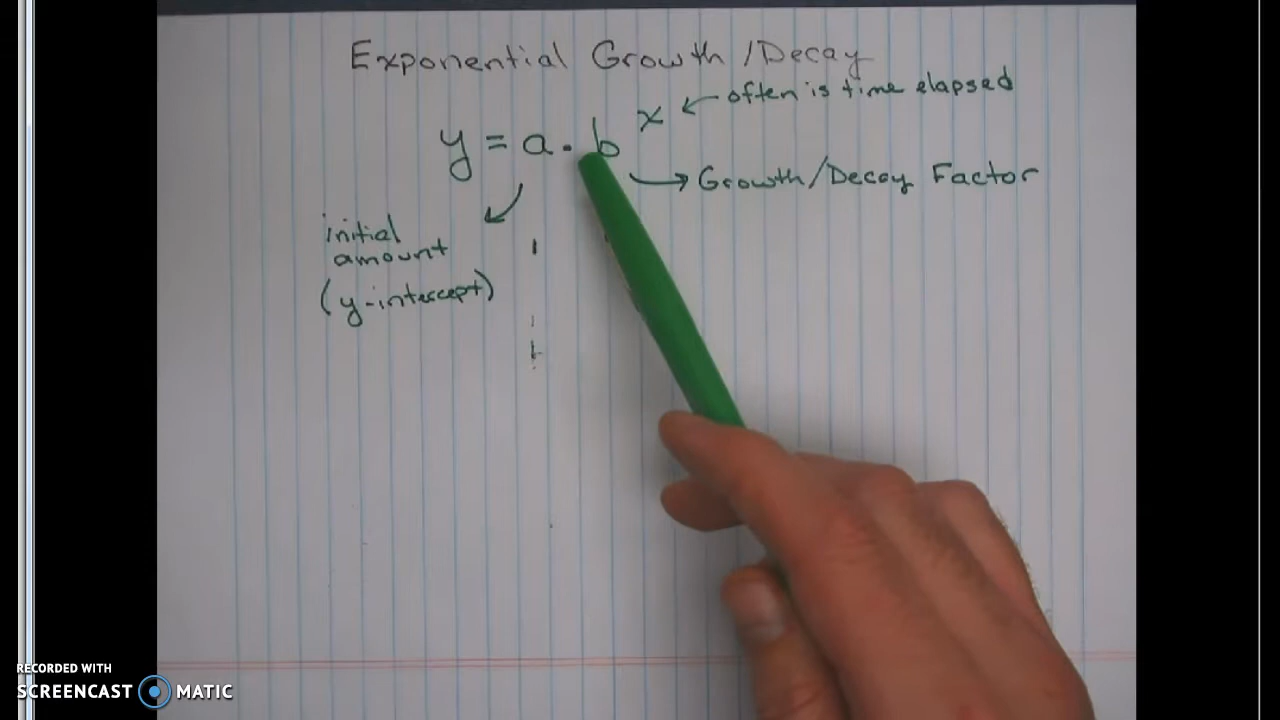 Exponential Growth /Decay
x ← often is time elapsed
y = a · b
→ Growth/Decay Factor
initial
amount
(y-intercept)
RECORDED WITH
SCREENCAST MATIC